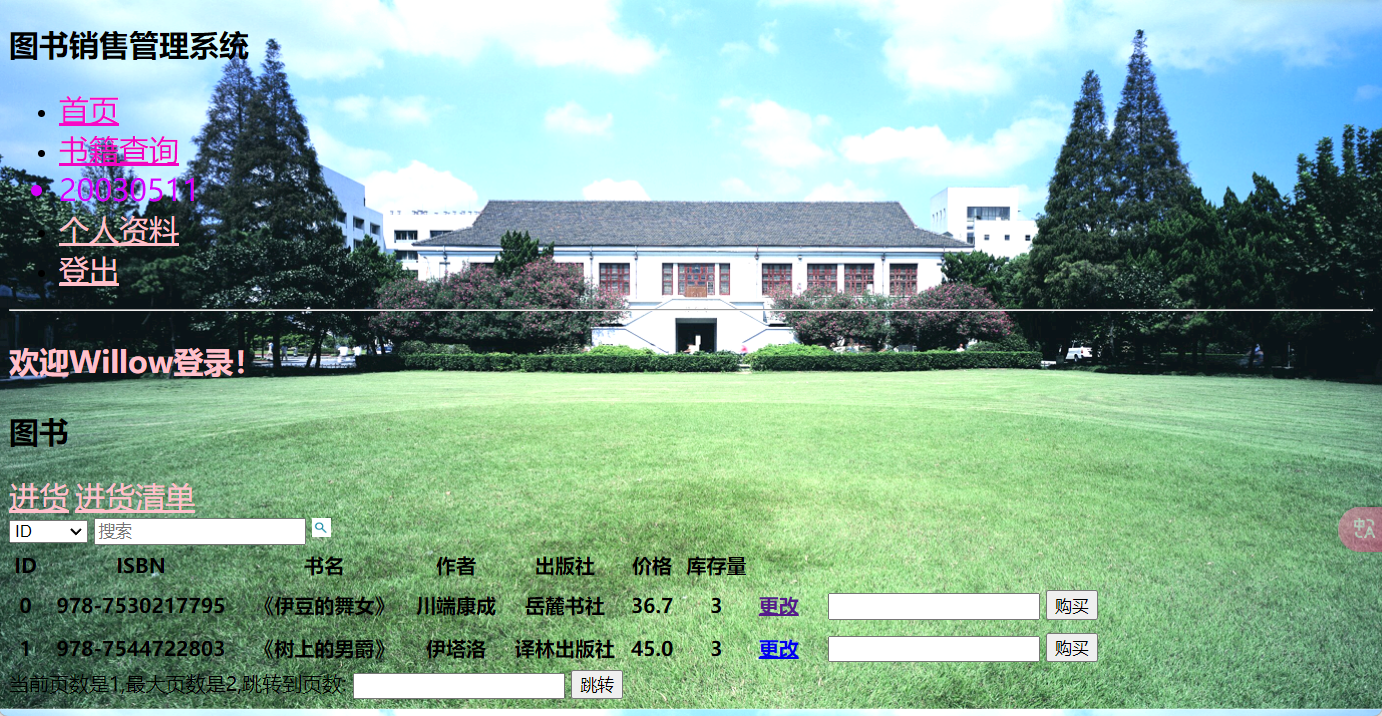 图书销售管理系统
首页
书籍查询
20030511
个人资料
登出
欢迎Willow登录!
图书
进货 进货清单
ID 搜索
ID ISBN 书名 作者 出版社 价格 库存量
0 978-7530217795 《伊豆的舞女》 川端康成 岳麓书社 36.7 3 更改 购买
1 978-7544722803 《树上的男爵》 伊塔洛 译林出版社 45.0 3 更改 购买
当前页数是1,最大页数是2,跳转到页数: 跳转
中 A